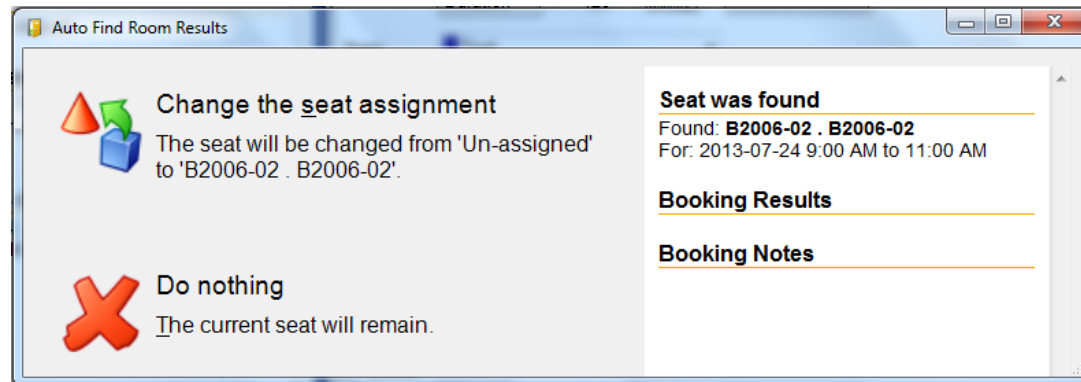 Auto Find Room Results
Change the seat assignment
The seat will be changed from 'Un-assigned'
to 'B2006-02 . B2006-02'.
Do nothing
The current seat will remain.
Seat was found
Found: B2006-02 . B2006-02
For: 2013-07-24 9:00 AM to 11:00 AM
Booking Results
Booking Notes